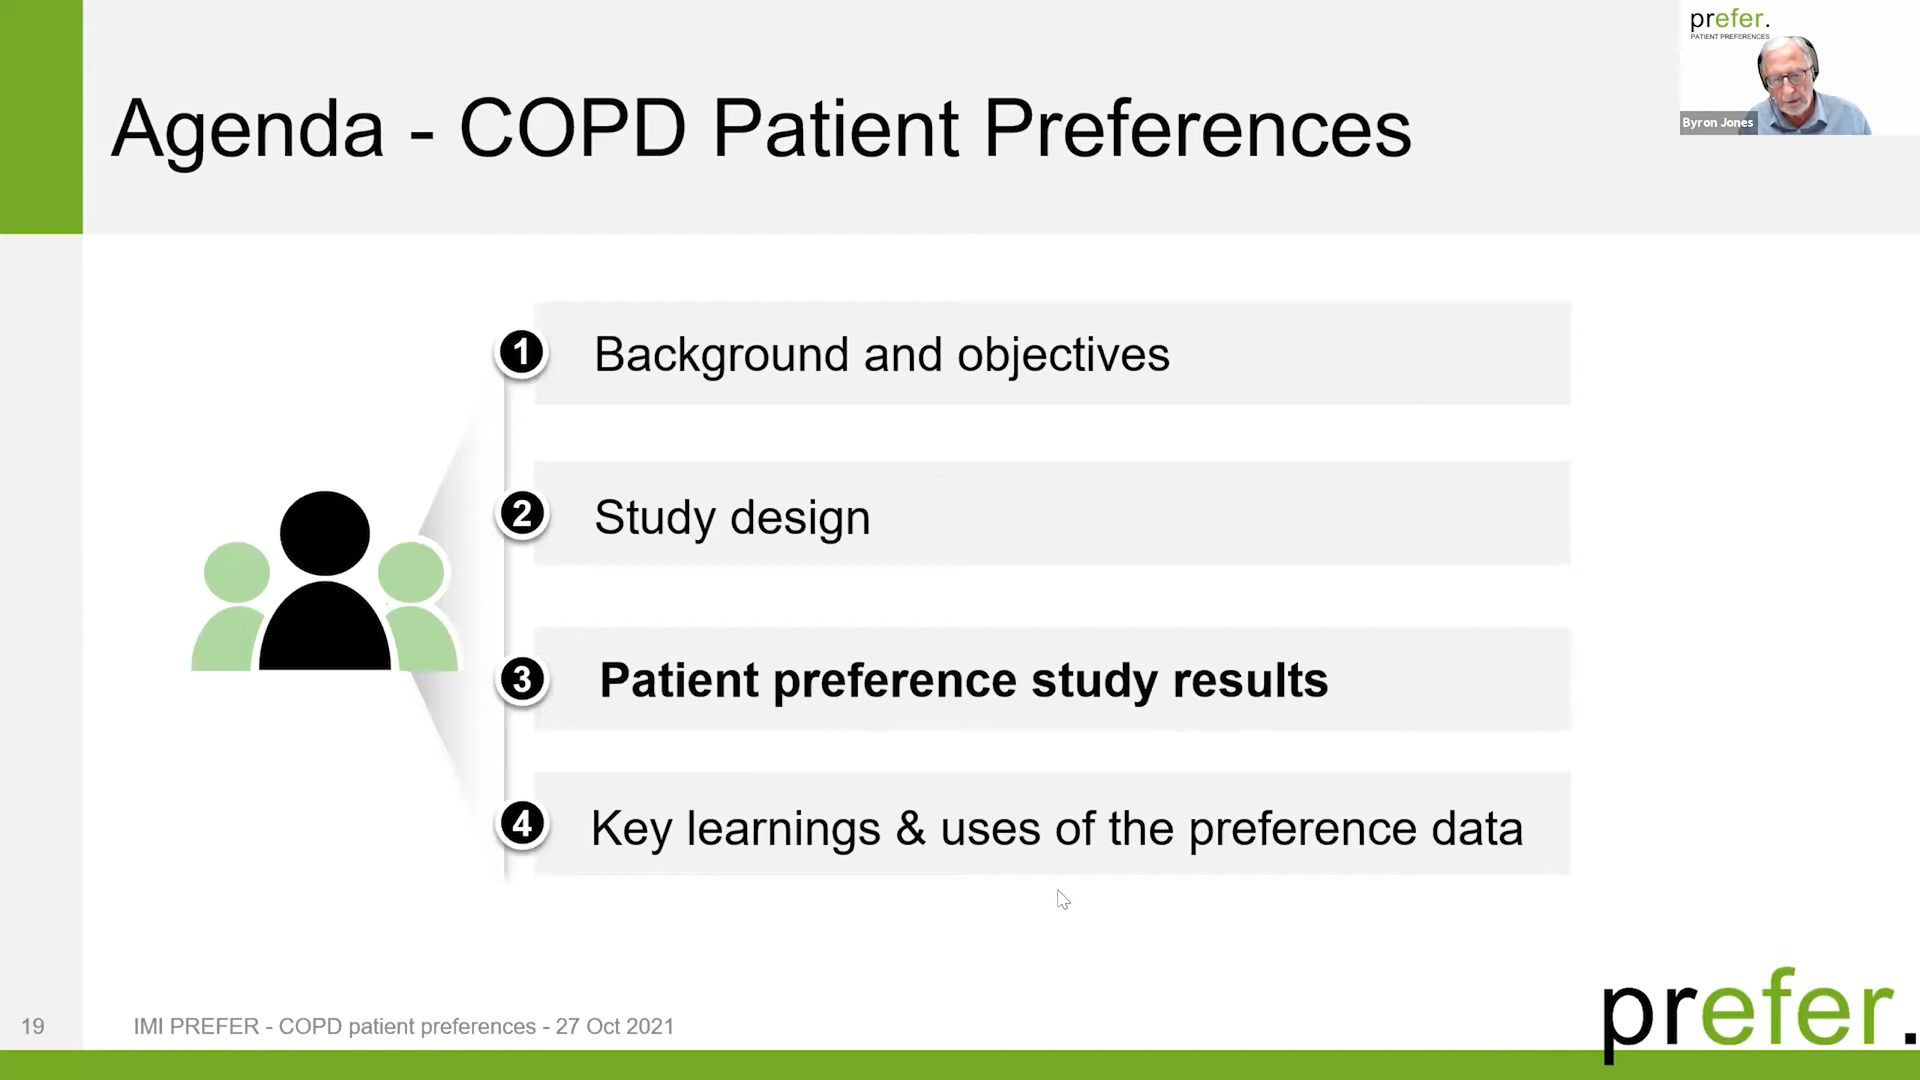 prefer.
PATIENT PREFERENCES
Byron Jones
Agenda - COPD Patient Preferences
1 Background and objectives
2 Study design
3 Patient preference study results
4 Key learnings & uses of the preference data
19 IMI PREFER - COPD patient preferences - 27 Oct 2021
prefer.